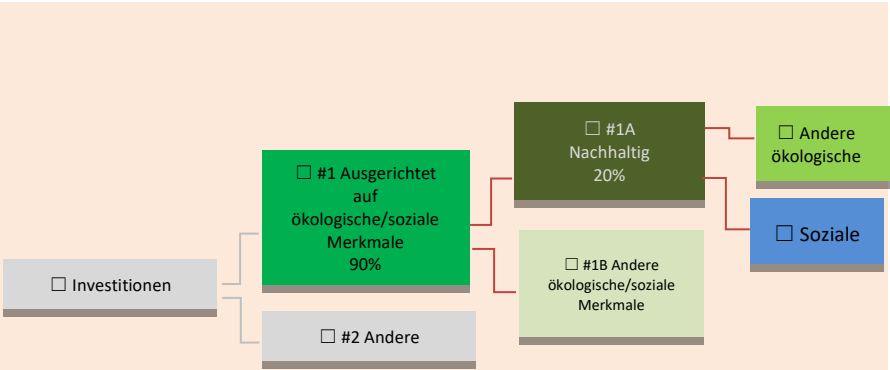 ☐ Investitionen
☐ #1 Ausgerichtet
auf
ökologische/soziale
Merkmale
90%
☐ #2 Andere
☐ #1A
Nachhaltig
20%
☐ #1B Andere
ökologische/soziale
Merkmale
☐ Andere
ökologische
☐ Soziale